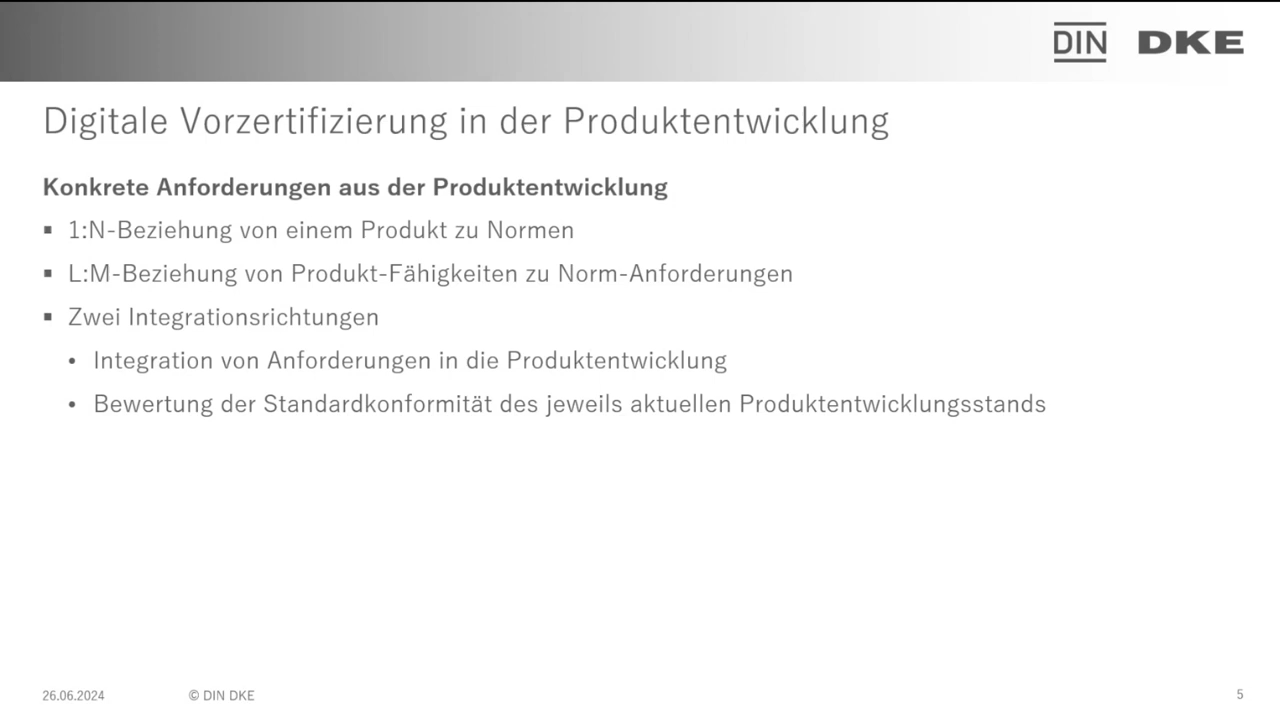 DIN DKE
Digitale Vorzertifizierung in der Produktentwicklung
Konkrete Anforderungen aus der Produktentwicklung
▪ 1:N-Beziehung von einem Produkt zu Normen
▪ L:M-Beziehung von Produkt-Fähigkeiten zu Norm-Anforderungen
▪ Zwei Integrationsrichtungen
• Integration von Anforderungen in die Produktentwicklung
• Bewertung der Standardkonformität des jeweils aktuellen Produktentwicklungsstands
26.06.2024 © DIN DKE 5